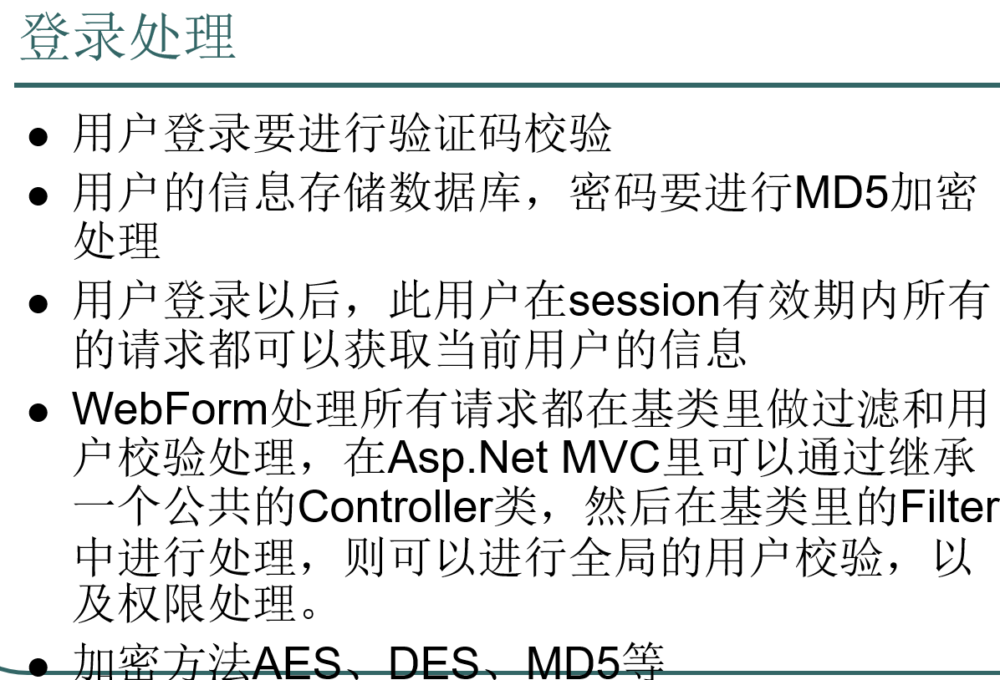 登录处理
● 用户登录要进行验证码校验
● 用户的信息存储数据库，密码要进行MD5加密
处理
● 用户登录以后，此用户在session有效期内所有
的请求都可以获取当前用户的信息
● WebForm处理所有请求都在基类里做过滤和用
户校验处理，在Asp.Net MVC里可以通过继承
一个公共的Controller类，然后在基类里的Filter
中进行处理，则可以进行全局的用户校验，以
及权限处理。
● 加密方法AES、DES、MD5等